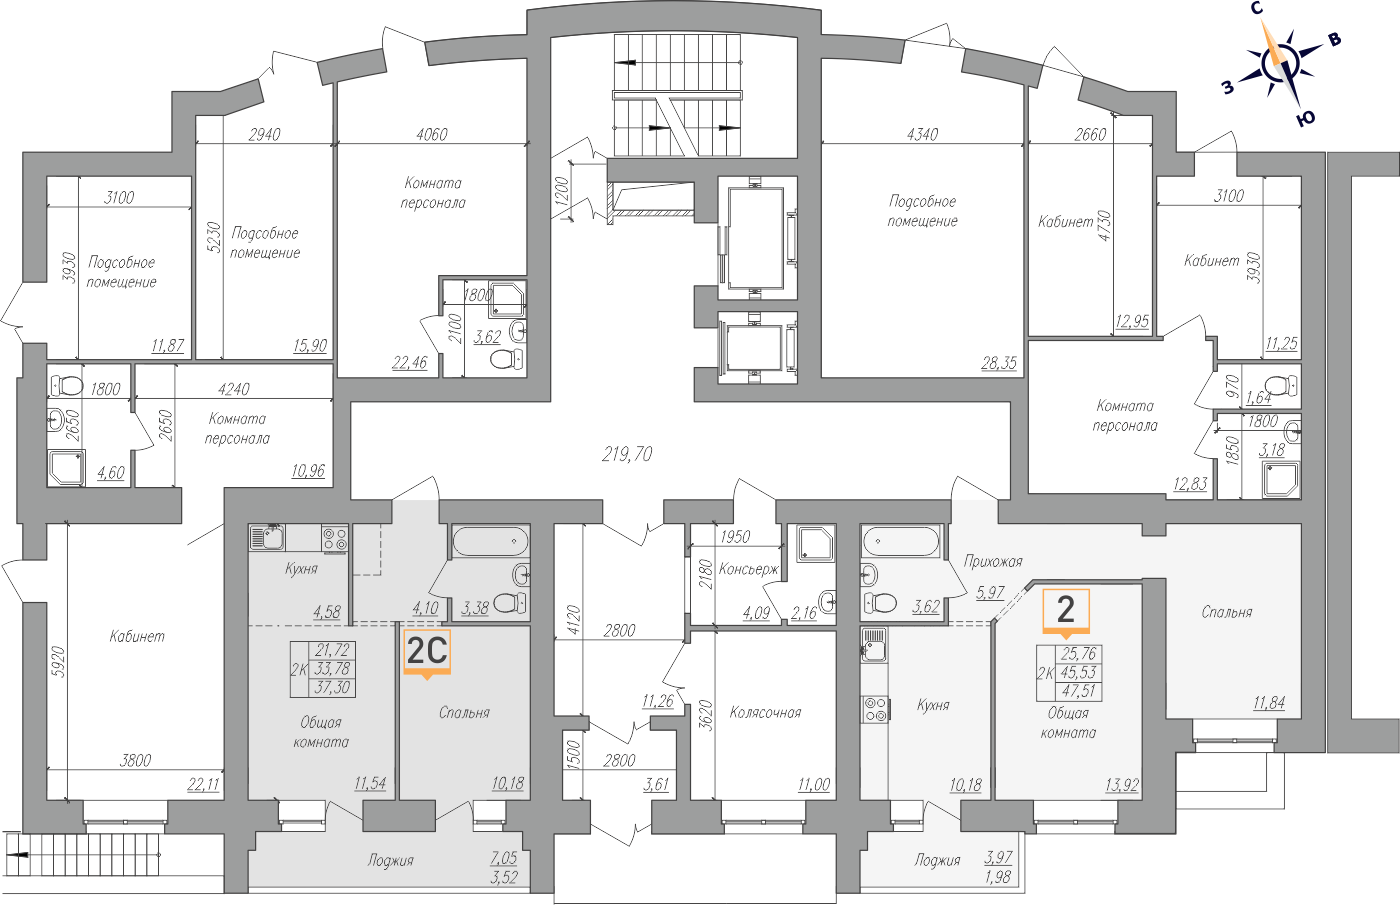 С
В
З
Ю
2940
4060
4340
2660
1200
3100
3100
Комната
персонала
Подсобное
помещение
Кабинет
4730
5230
Подсобное
помещение
3930
Подсобное
помещение
Кабинет
3930
1800
2100
3,62
12,95
11,87
15,90
22,46
28,35
11,25
1800
4240
970
1,64
2650
2650
Комната
персонала
Комната
персонала
1800
1850
3,18
4,60
10,96
219,70
12,83
1950
Кухня
2180
Консьерж
Прихожая
4,58
4,10
3,38
4120
4,09
2,16
3,62
5,97
2
Спальня
Кабинет
2800
5920
2К
21,72
33,78
37,30
2С
2К
25,76
45,53
47,51
11,26
11,84
Общая
комната
Спальня
3620
Колясочная
Кухня
Общая
комната
1500
3800
2800
22,11
11,54
10,18
3,61
11,00
10,18
13,92
Лоджия
7,05
3,52
Лоджия
3,97
1,98